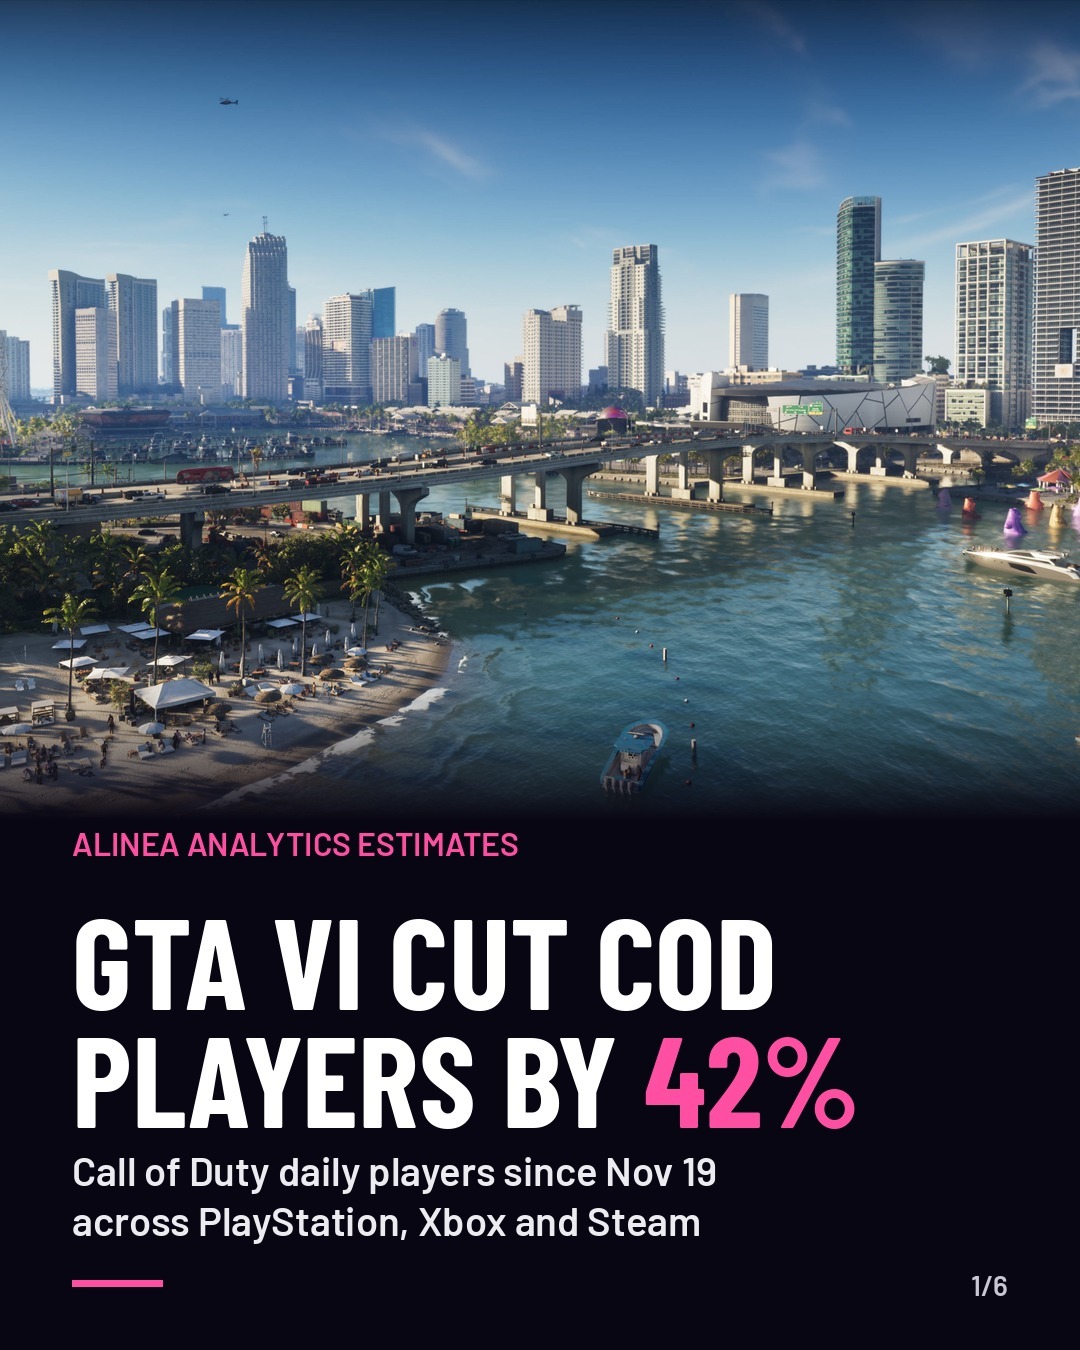 ALINEA ANALYTICS ESTIMATES
GTA VI CUT COD
PLAYERS BY 42%
Call of Duty daily players since Nov 19
across PlayStation, Xbox and Steam
1/6